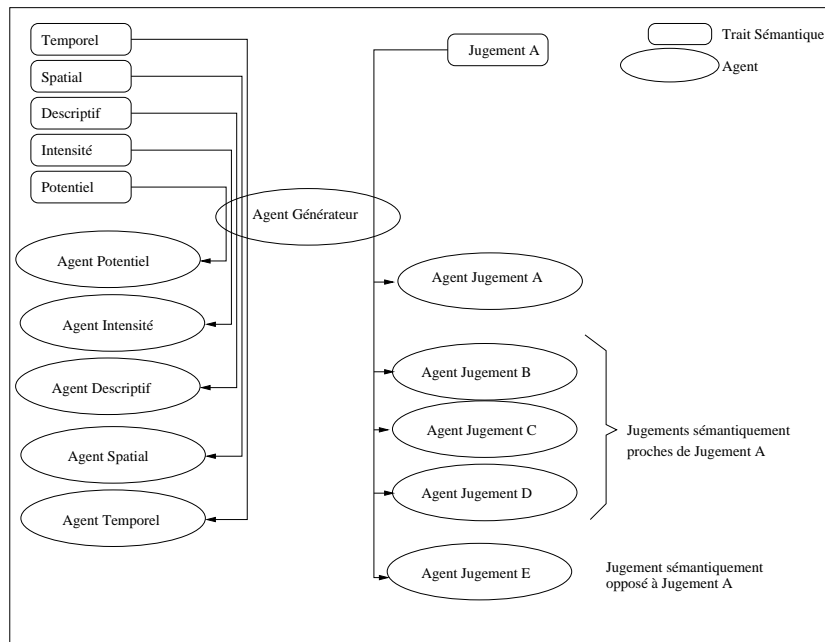 Temporel
Spatial
Descriptif
Intensité
Potentiel
Jugement A
Trait Sémantique
Agent
Agent Générateur
Agent Potentiel
Agent Intensité
Agent Descriptif
Agent Spatial
Agent Temporel
Agent Jugement A
Agent Jugement B
Agent Jugement C
Agent Jugement D
Agent Jugement E
Jugements sémantiquement
proches de Jugement A
Jugement sémantiquement
opposé à Jugement A